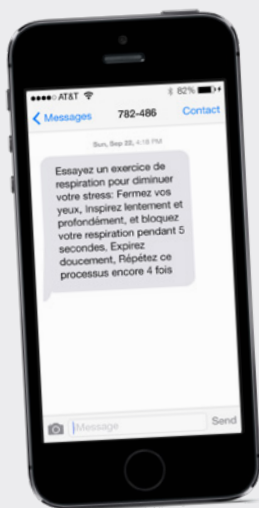 AT&T 82%
Messages 782-486 Contact
Sun, Sep 22, 4:18 PM
Essayez un exercice de
respiration pour diminuer
votre stress: Fermez vos
yeux, Inspirez lentement et
profondément, et bloquez
votre respiration pendant 5
secondes, Expirez
doucement, Répétez ce
processus encore 4 fois
Message Send